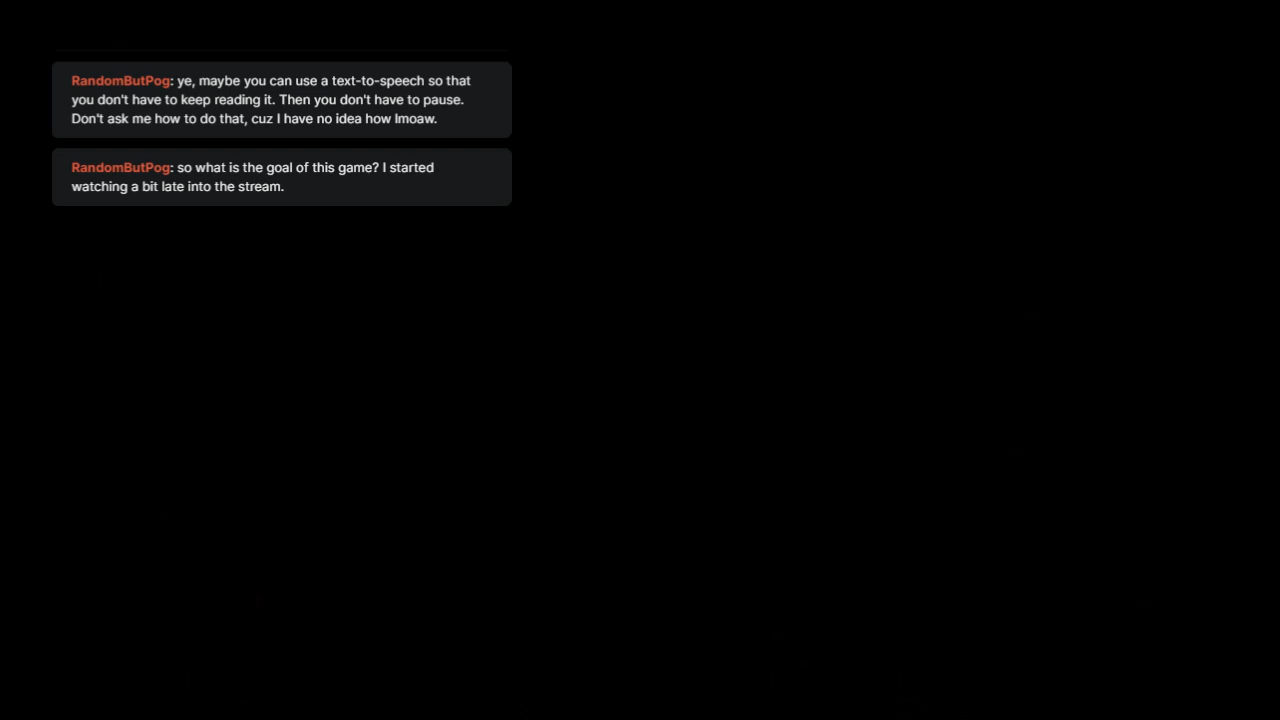 RandomButPog: ye, maybe you can use a text-to-speech so that
you don't have to keep reading it. Then you don't have to pause.
Don't ask me how to do that, cuz I have no idea how lmoaw.
RandomButPog: so what is the goal of this game? I started
watching a bit late into the stream.